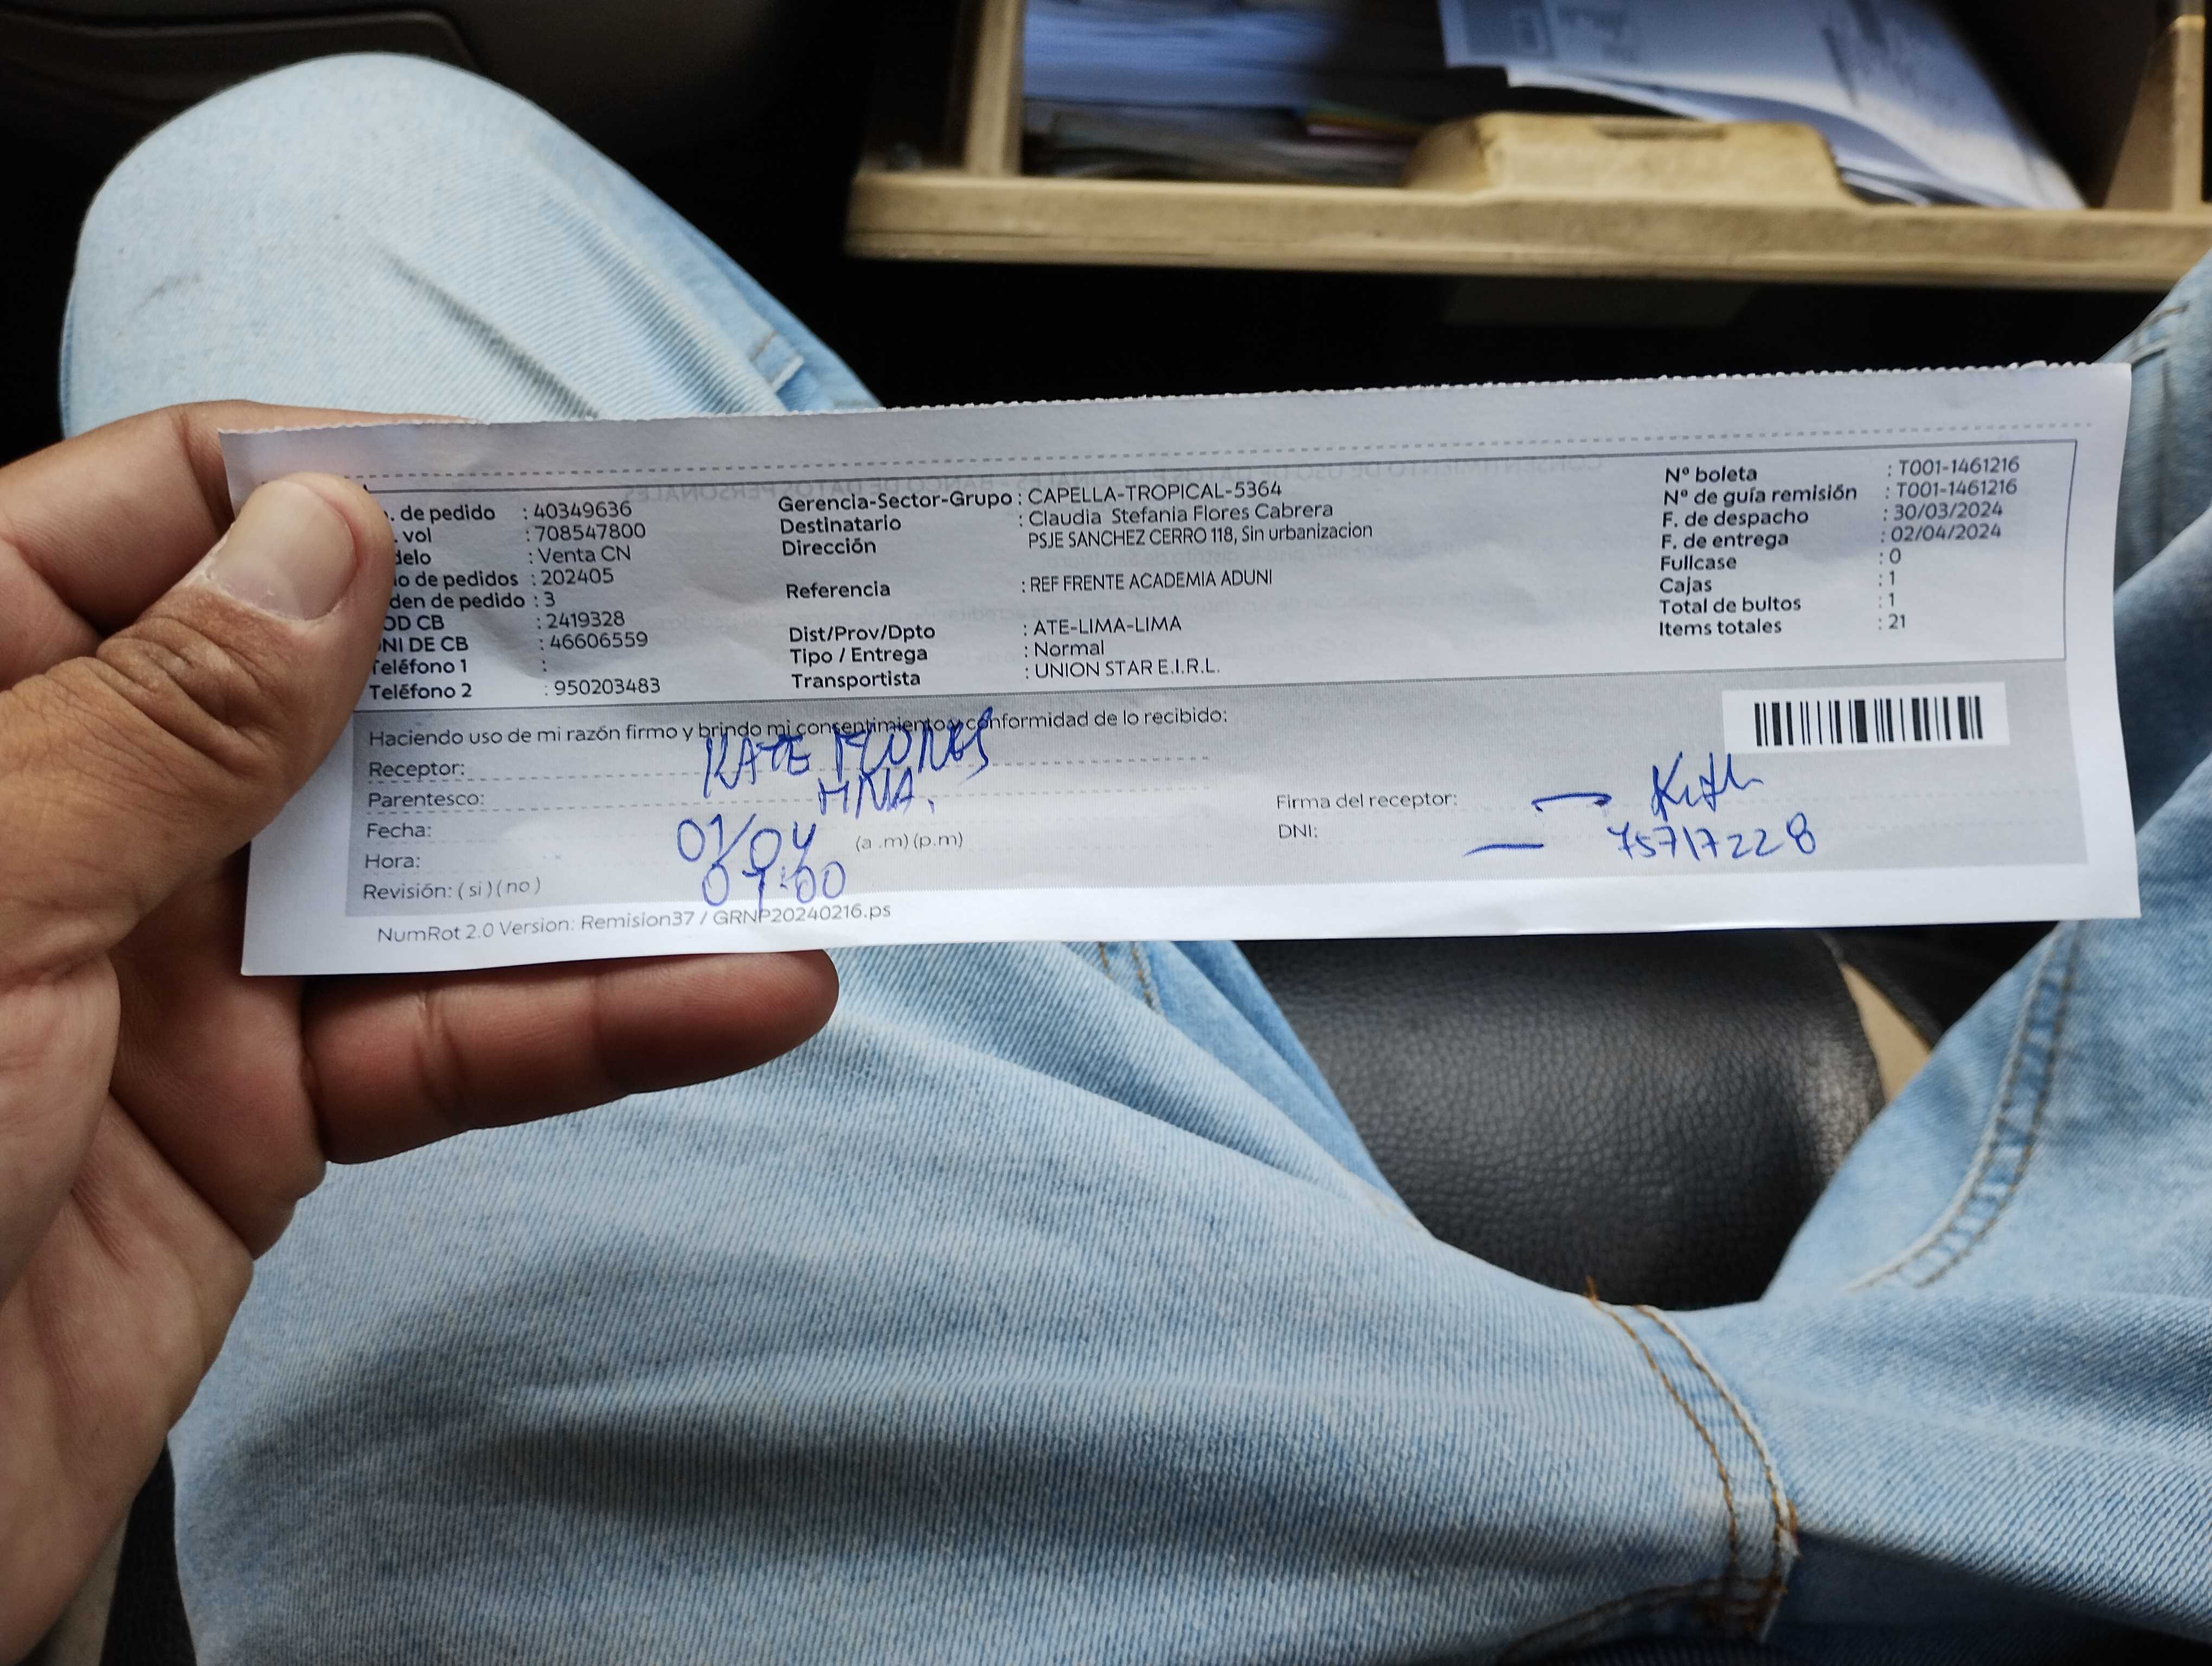 . de pedido : 40349636
. vol : 708547800
delo : Venta CN
o de pedidos : 202405
den de pedido : 3
OD CB : 2419328
NI DE CB : 46606559
Teléfono 1 :
Teléfono 2 : 950203483
Gerencia-Sector-Grupo : CAPELLA-TROPICAL-5364
Destinatario : Claudia Stefania Flores Cabrera
Dirección PSJE SANCHEZ CERRO 118, Sin urbanizacion
Referencia : REF FRENTE ACADEMIA ADUNI
Dist/Prov/Dpto : ATE-LIMA-LIMA
Tipo / Entrega : Normal
Transportista : UNION STAR E.I.R.L.
Nº boleta : T001-1461216
Nº de guía remisión : T001-1461216
F. de despacho : 30/03/2024
F. de entrega : 02/04/2024
Fullcase : 0
Cajas : 1
Total de bultos : 1
Items totales : 21
Haciendo uso de mi razón firmo y brindo mi consentimiento y conformidad de lo recibido:
Receptor: KATE FLORES
Parentesco: HNA.
Fecha: 01/04 (a .m) (p.m)
Hora: 09:00
Revisión: ( si ) ( no )
Firma del receptor:
DNI: 75717228
NumRot 2.0 Version: Remision37 / GRNP20240216.ps